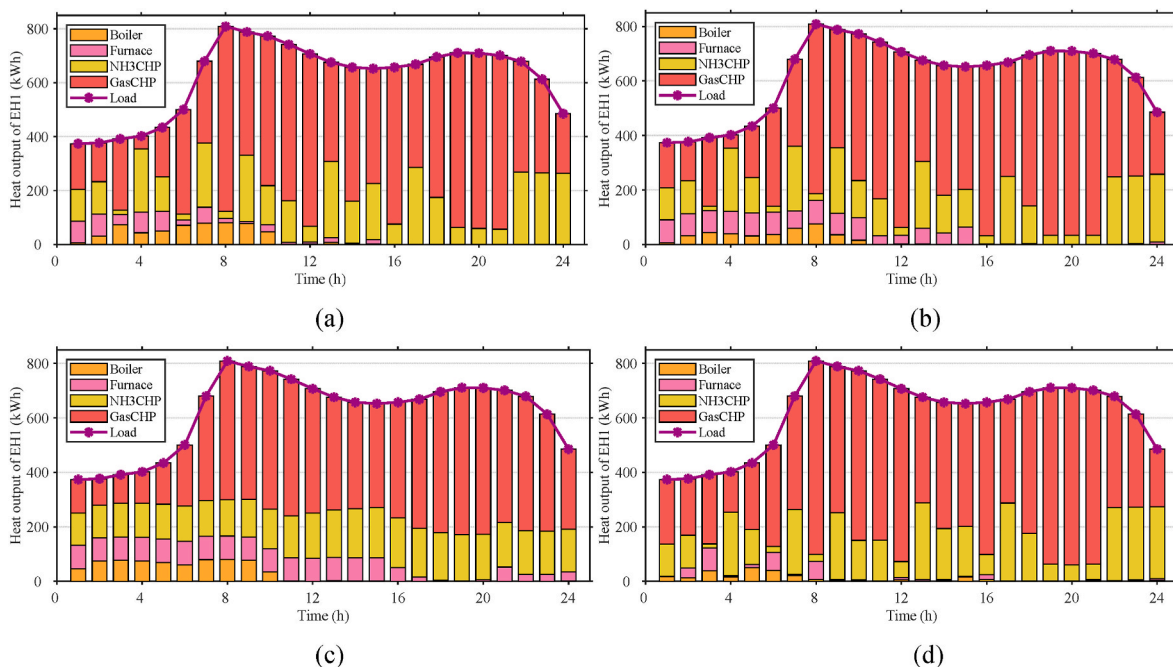 Heat output of EH1 (kWh)
800
600
400
200
0
Boiler
Furnace
NH3CHP
GasCHP
Load
0 4 8 12 16 20 24
Time (h)
(a)
Heat output of EH1 (kWh)
800
600
400
200
0
Boiler
Furnace
NH3CHP
GasCHP
Load
0 4 8 12 16 20 24
Time (h)
(b)
Heat output of EH1 (kWh)
800
600
400
200
0
Boiler
Furnace
NH3CHP
GasCHP
Load
0 4 8 12 16 20 24
Time (h)
(c)
Heat output of EH1 (kWh)
800
600
400
200
0
Boiler
Furnace
NH3CHP
GasCHP
Load
0 4 8 12 16 20 24
Time (h)
(d)